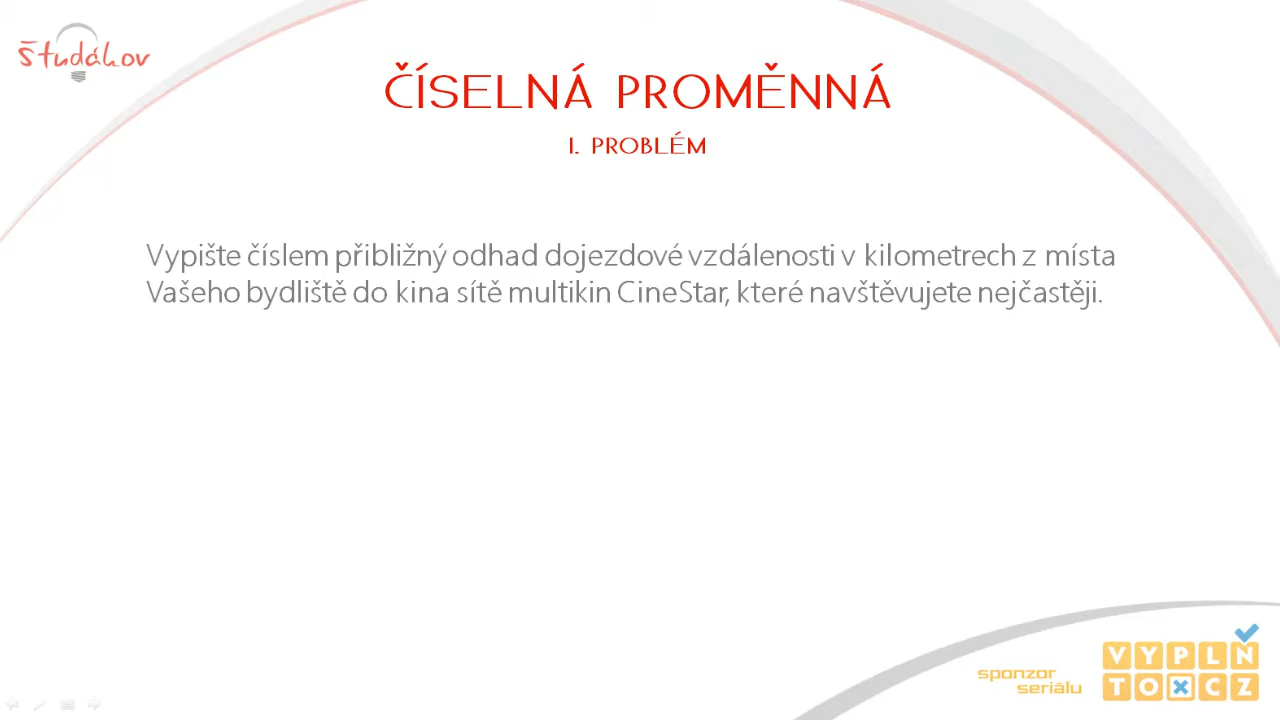 Študákov
ČÍSELNÁ PROMĚNNÁ
I. PROBLÉM
Vypište číslem přibližný odhad dojezdové vzdálenosti v kilometrech z místa
Vašeho bydliště do kina sítě multikin CineStar, které navštěvujete nejčastěji.
sponzor
seriálu
VYPLŇ
TO CZ